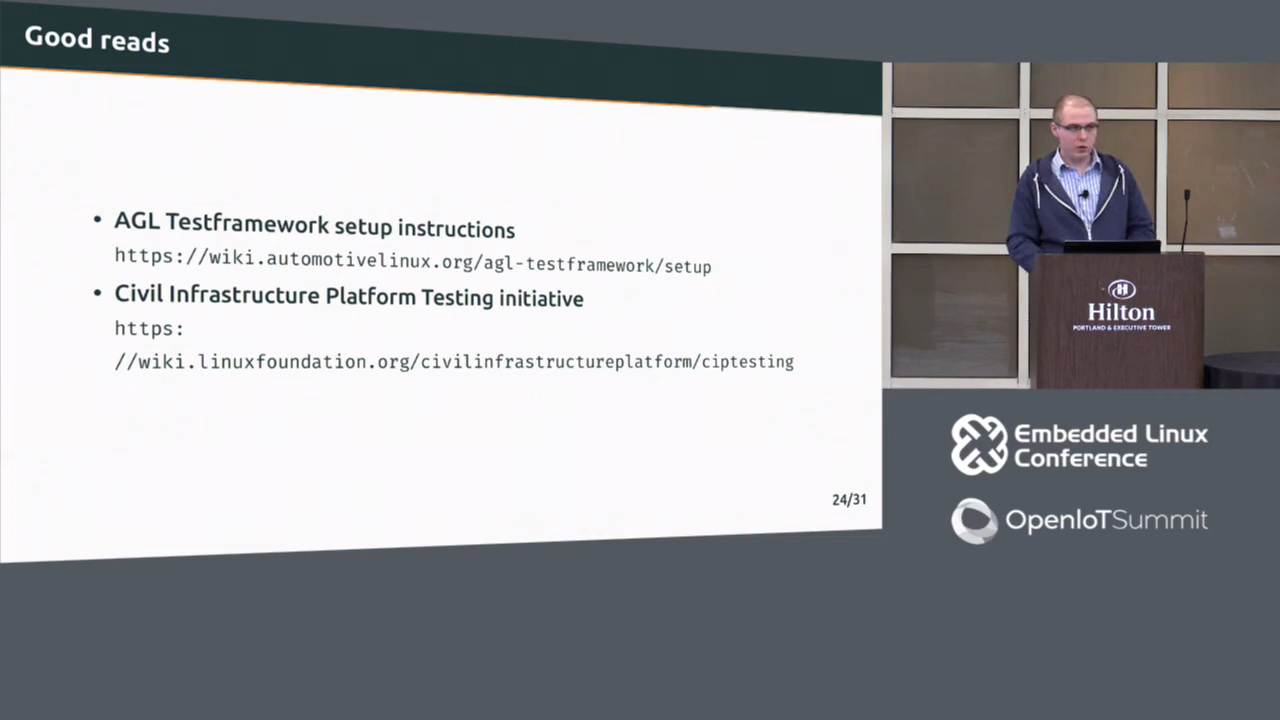 Good reads
• AGL Testframework setup instructions
https://wiki.automotivelinux.org/agl-testframework/setup
• Civil Infrastructure Platform Testing initiative
https:
//wiki.linuxfoundation.org/civilinfrastructureplatform/ciptesting
24/31
Hilton
PORTLAND & EXECUTIVE TOWER
Embedded Linux
Conference
OpenIoTSummit